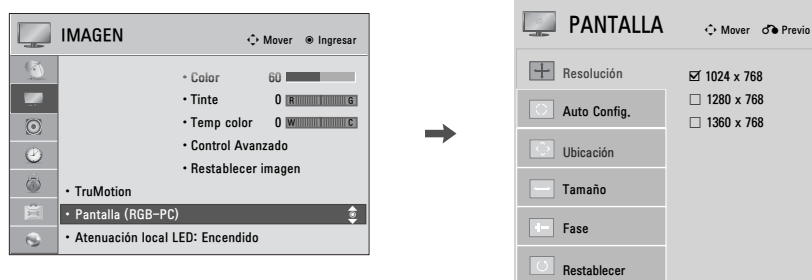 IMAGEN
Mover
Ingresar
• Color 60
• Tinte 0 R G
• Temp color 0 W C
• Control Avanzado
• Restablecer imagen
• TruMotion
• Pantalla (RGB-PC)
• Atenuación local LED: Encendido
PANTALLA
Mover
Previo
Resolución
Auto Config.
Ubicación
Tamaño
Fase
Restablecer
☑ 1024 x 768
☐ 1280 x 768
☐ 1360 x 768